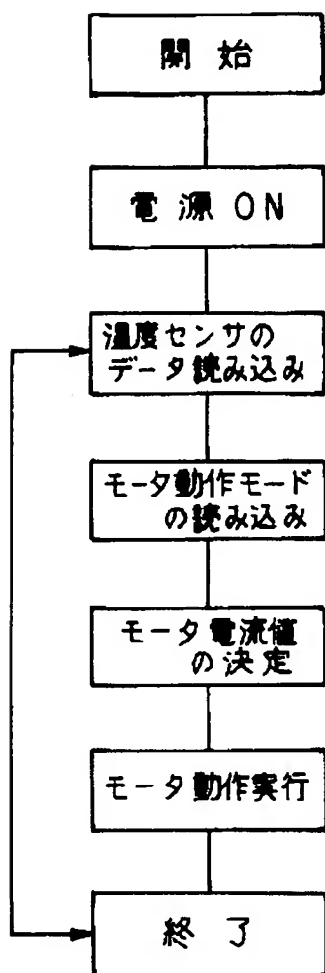 開始
電源ON
温度センサの
データ読み込み
モータ動作モード
の読み込み
モータ電流値
の決定
モータ動作実行
終了